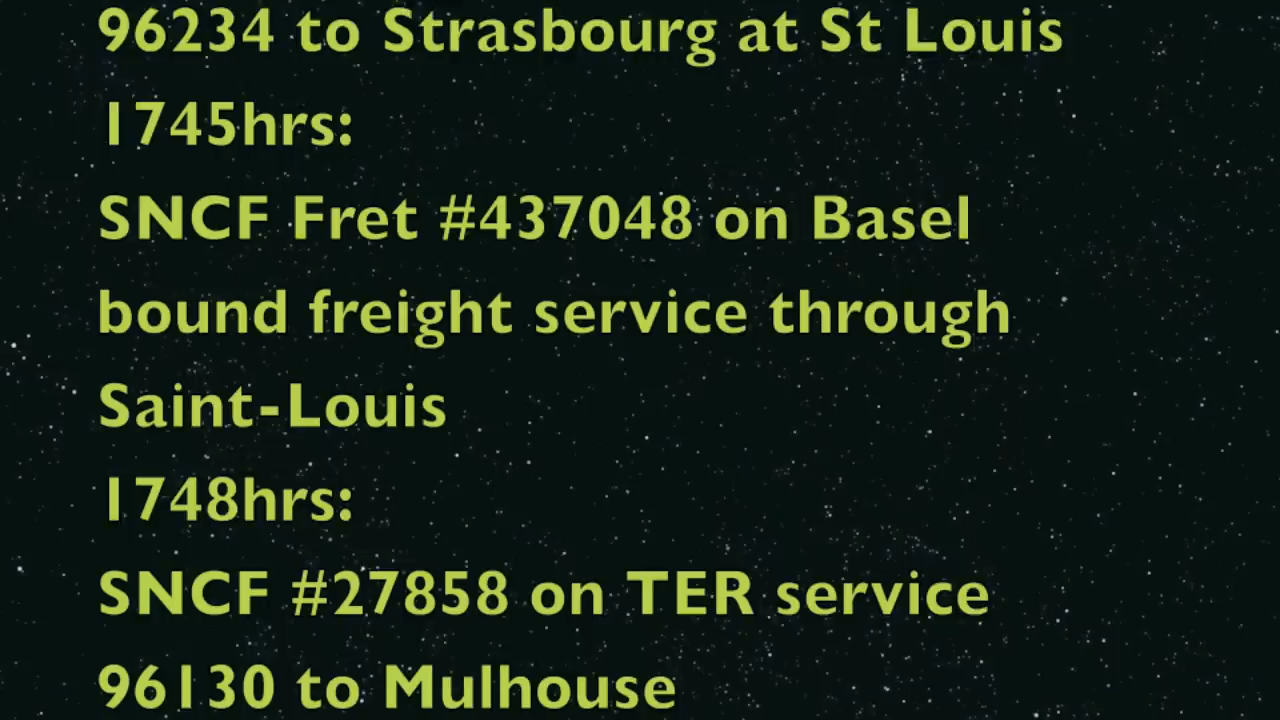 96234 to Strasbourg at St Louis
1745hrs:
SNCF Fret #437048 on Basel
bound freight service through
Saint-Louis
1748hrs:
SNCF #27858 on TER service
96130 to Mulhouse